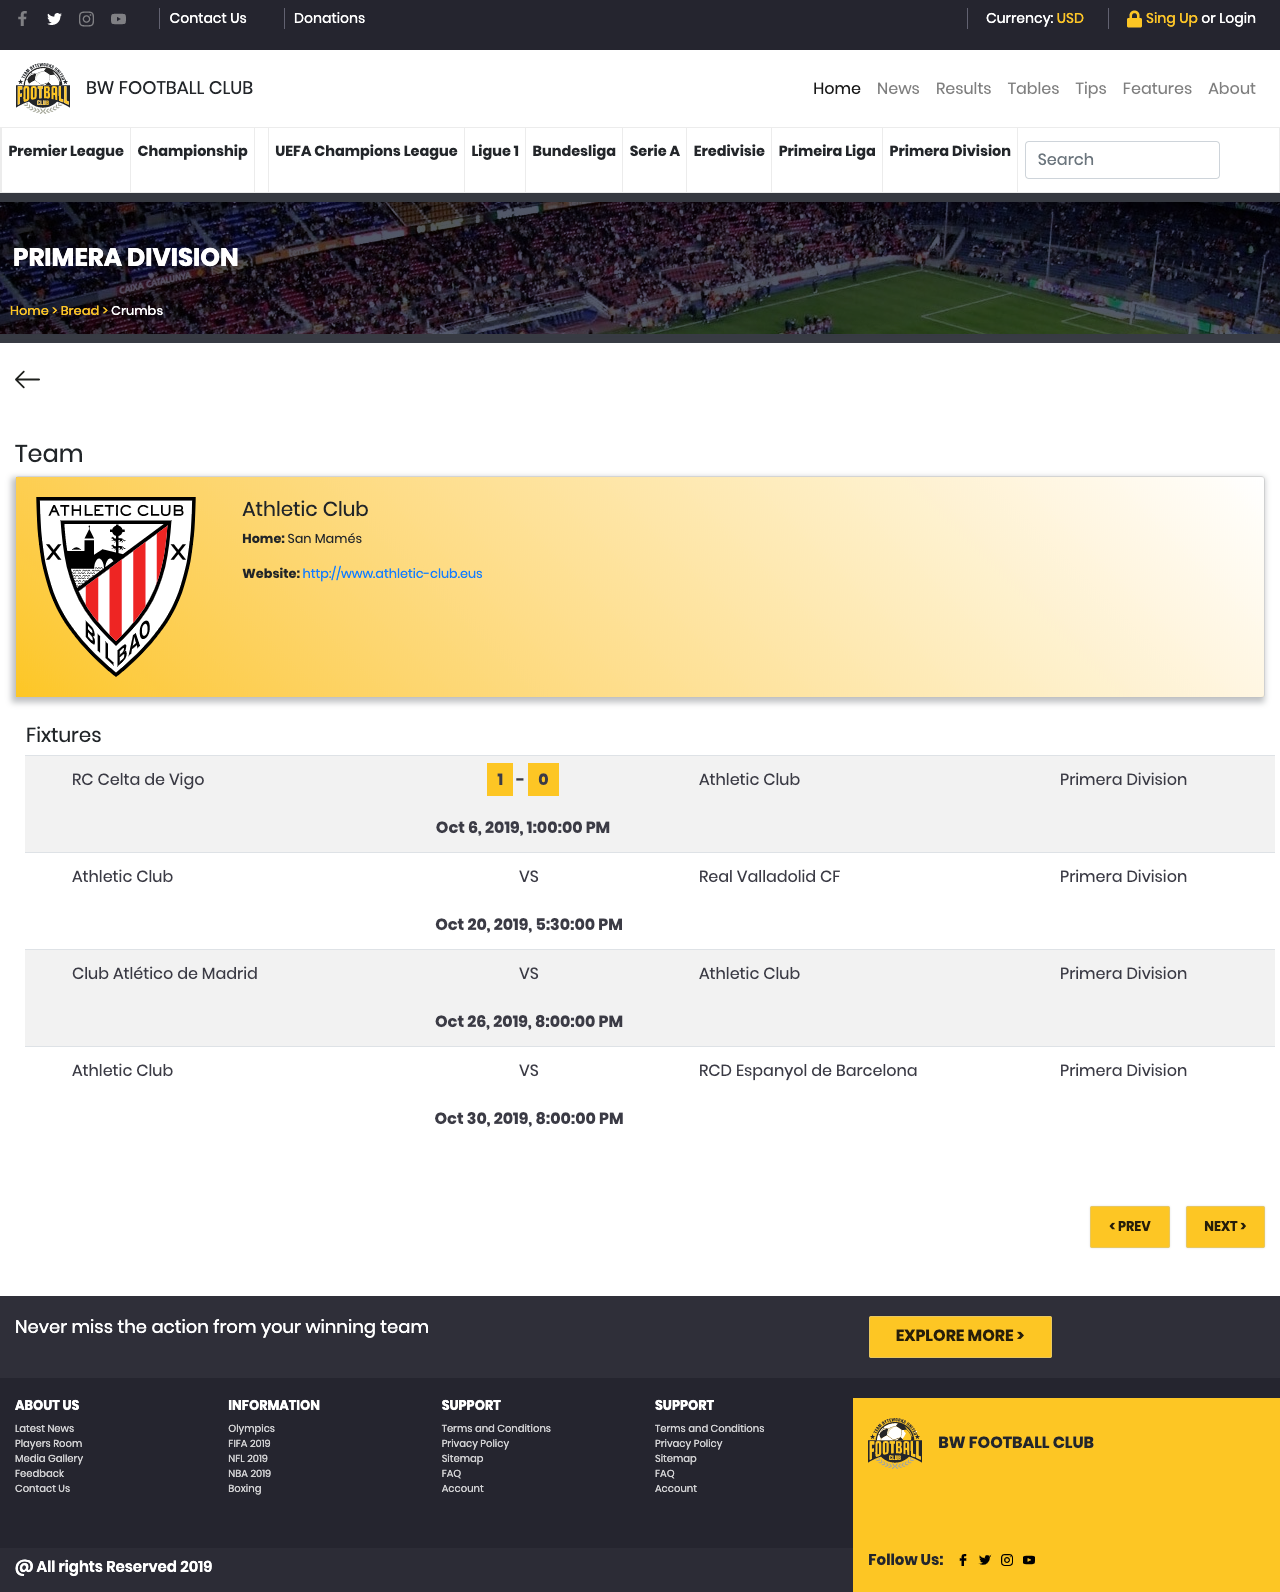 Contact Us
Donations
Currency: USD
Sing Up or Login
FOOTBALL
CLUB
BW FOOTBALL CLUB
Home News Results Tables Tips Features About
Premier League Championship UEFA Champions League Ligue 1 Bundesliga Serie A Eredivisie Primeira Liga Primera Division Search
PRIMERA DIVISION
CAIXA CATALUNYA
Home > Bread > Crumbs
Team
ATHLETIC CLUB
BILBAO
Athletic Club
Home: San Mamés
Website: http://www.athletic-club.eus
Fixtures
RC Celta de Vigo 1 - 0 Athletic Club Primera Division
Oct 6, 2019, 1:00:00 PM
Athletic Club VS Real Valladolid CF Primera Division
Oct 20, 2019, 5:30:00 PM
Club Atlético de Madrid VS Athletic Club Primera Division
Oct 26, 2019, 8:00:00 PM
Athletic Club VS RCD Espanyol de Barcelona Primera Division
Oct 30, 2019, 8:00:00 PM
< PREV NEXT >
Never miss the action from your winning team
EXPLORE MORE >
ABOUT US
Latest News
Players Room
Media Gallery
Feedback
Contact Us
INFORMATION
Olympics
FIFA 2019
NFL 2019
NBA 2019
Boxing
SUPPORT
Terms and Conditions
Privacy Policy
Sitemap
FAQ
Account
SUPPORT
Terms and Conditions
Privacy Policy
Sitemap
FAQ
Account
FOOTBALL
CLUB
BW FOOTBALL CLUB
Follow Us:
@ All rights Reserved 2019